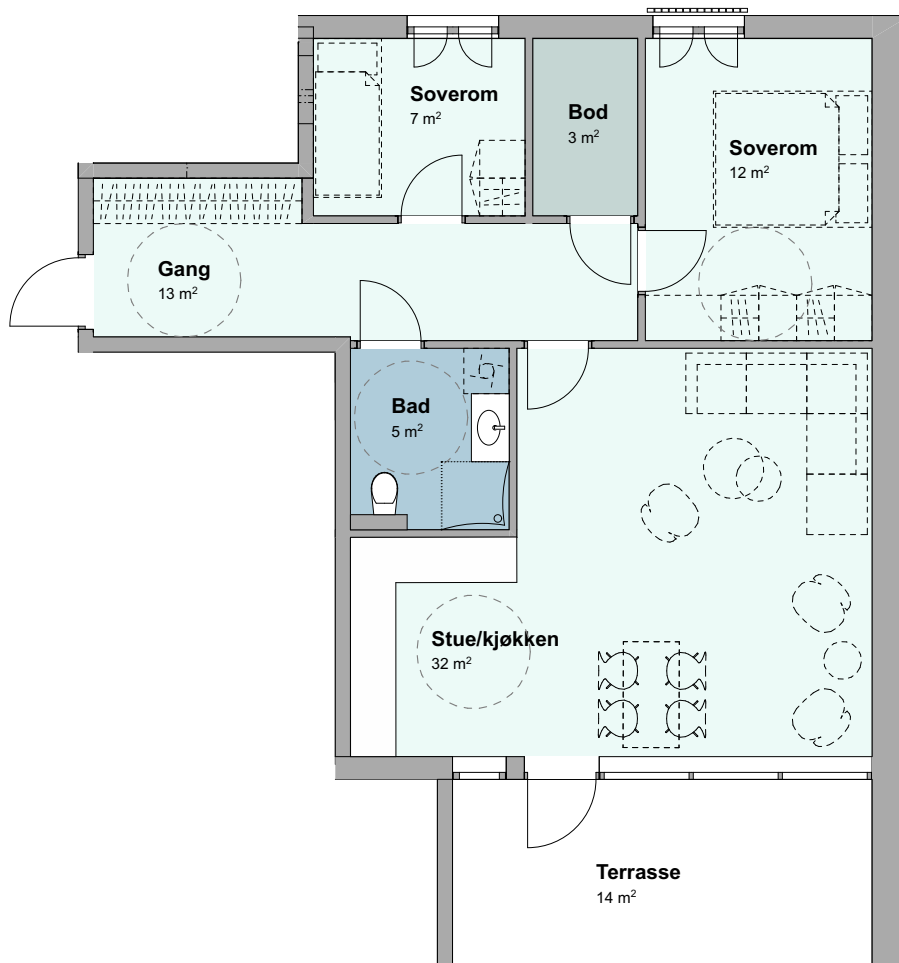 Soverom
7 m²
Bod
3 m²
Soverom
12 m²
Gang
13 m²
Bad
5 m²
Stue/kjøkken
32 m²
Terrasse
14 m²